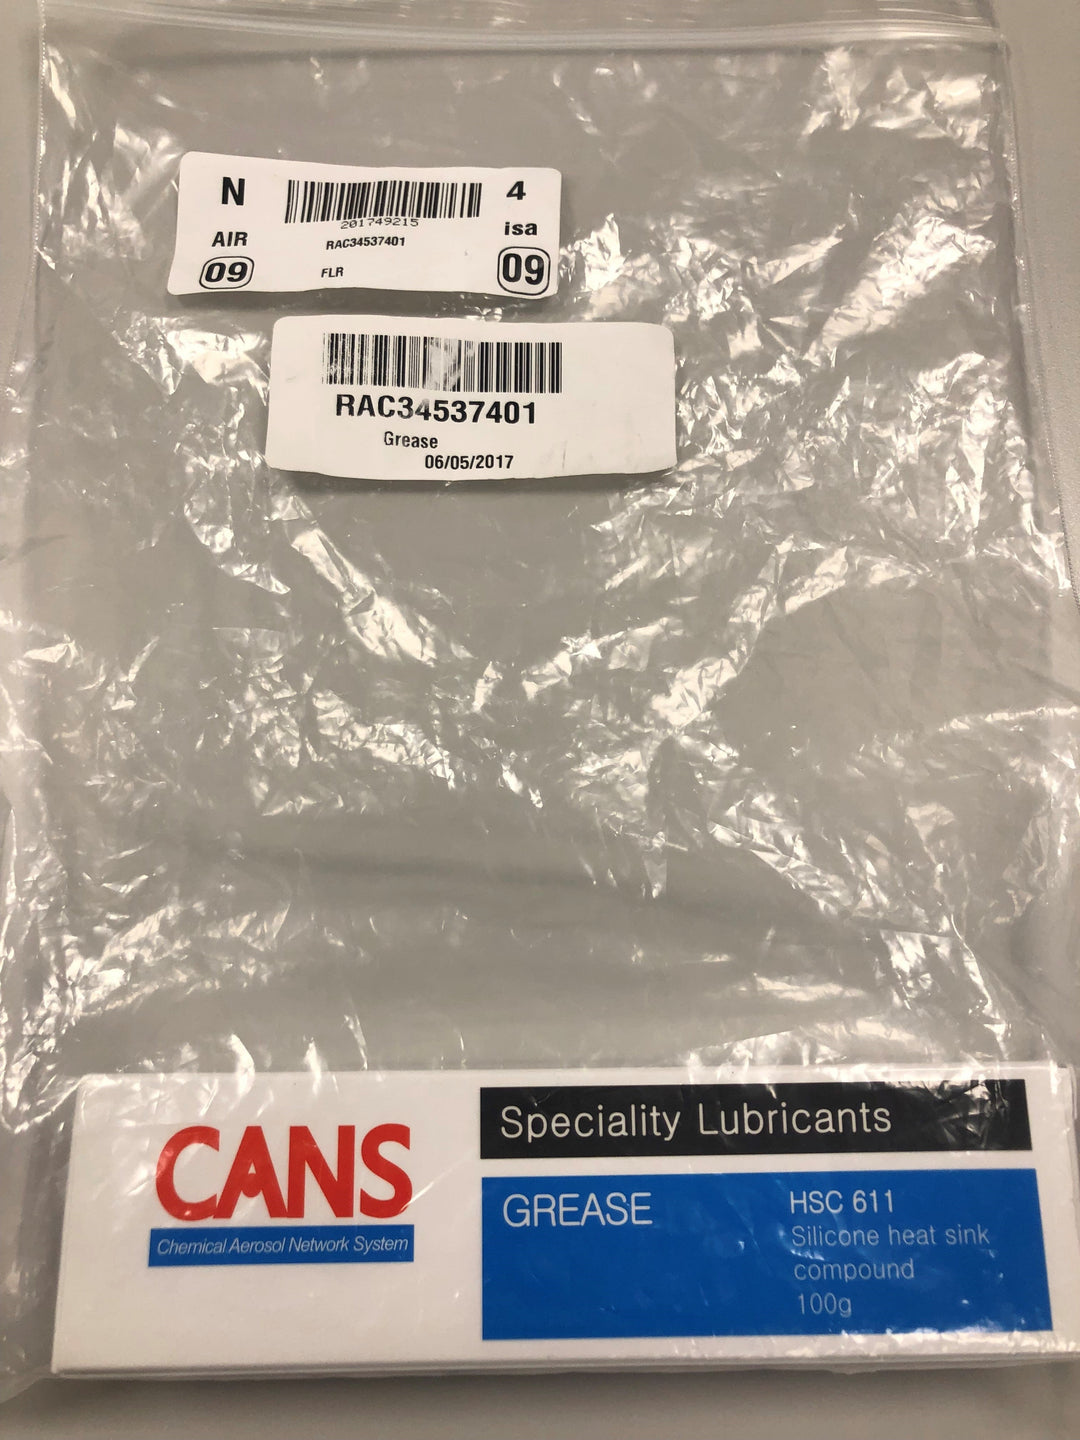 N
4
201749215
AIR
RAC34537401
isa
09
FLR
09
RAC34537401
Grease
06/05/2017
CANS
Chemical Aerosol Network System
Speciality Lubricants
GREASE
HSC 611
Silicone heat sink
compound
100g